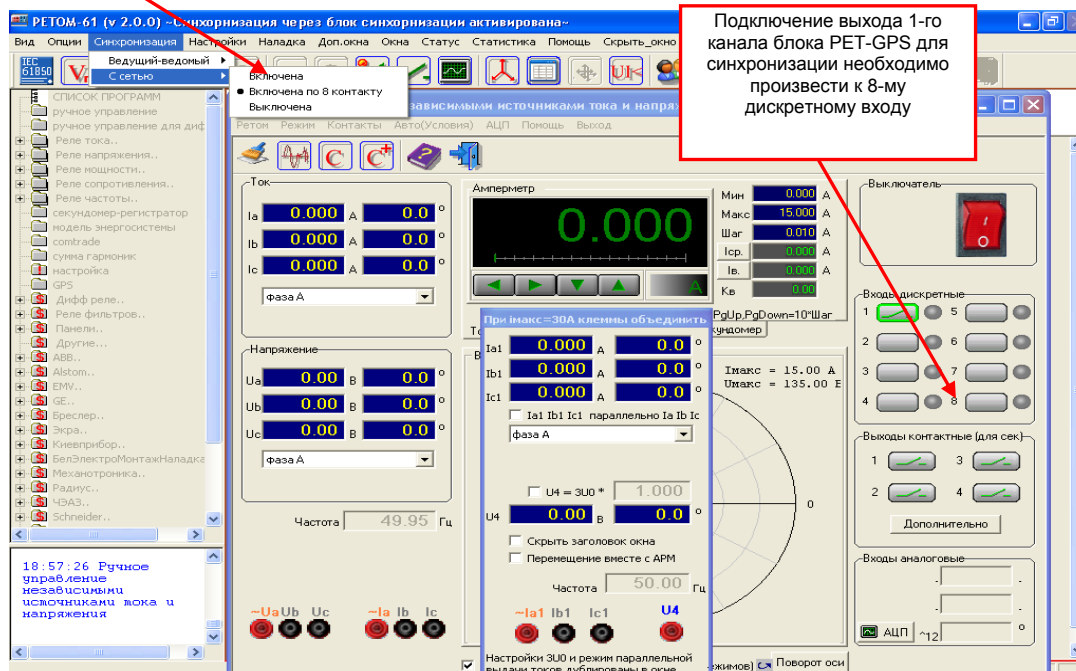 РЕТОМ-61 (v 2.0.0) ~Синхорнизация через блок синхорнизации активирована~
Подключение выхода 1-го
канала блока РЕТ-GPS для
синхронизации необходимо
произвести к 8-му
дискретному входу
Вид Опции Синхронизация Настройки Наладка Доп.окна Окна Статус Статистика Помощь Скрыть_окно
Ведущий-ведомый
С сетью
Включена
Включена по 8 контакту
Выключена
IEC
61850
UIK
СПИСОК ПРОГРАММ
ручное управление
ручное управление для диф
Реле тока..
Реле напряжения..
Реле мощности..
Реле сопротивления..
Реле частоты..
секундомер-регистратор
модель энергосистемы
comtrade
сумма гармоник
настройка
GPS
Дифф реле..
Реле фильтров..
Панели..
Другие...
ABB..
Alstom..
EMV..
GE..
Бреслер..
Экра..
Киевприбор..
БелЭлектроМонтажНаладка
Механотроника..
Радиус..
ЧЭАЗ..
Schneider..
18:57:26 Ручное
управление
независимыми
источниками тока и
напряжения
зависимыми источниками тока и напря
Ретом Режим Контакты Авто(Условия) АЦП Помощь Выход
C C+
Ток
Ia 0.000 А 0.0 °
Ib 0.000 А 0.0 °
Ic 0.000 А 0.0 °
фаза А
Напряжение
Ua 0.00 В 0.0 °
Ub 0.00 В 0.0 °
Uc 0.00 В 0.0 °
фаза А
Частота 49.95 Гц
~Ua Ub Uc ~Ia Ib Ic
Амперметр
0.000
A
Мин 0.000 А
Макс 15.000 А
Шаг 0.010 А
Iср. 0.000 А
Iв. 0.000 А
Кв 0.00
PgUp,PgDown=10*Шаг
ундомер
Iмакс = 15.00 А
Uмакс = 135.00 В
0
При iмакс=30А клеммы объединить
Ia1 0.000 А 0.0 °
Ib1 0.000 А 0.0 °
Ic1 0.000 А 0.0 °
Ia1 Ib1 Ic1 параллельно Ia Ib Ic
фаза А
U4 = 3U0 * 1.000
U4 0.00 В 0.0 °
Скрыть заголовок окна
Перемещение вместе с АРМ
Частота 50.00 Гц
~Ia1 Ib1 Ic1 U4
Настройки 3U0 и режим параллельной
выдачи токов дублированы в окне
жимов)
Поворот оси
Выключатель
Входы дискретные
1 5
2 6
3 7
4 8
Выходы контактные (для сек)
1 3
2 4
Дополнительно
Входы аналоговые
- -
- -
АЦП ^12 °